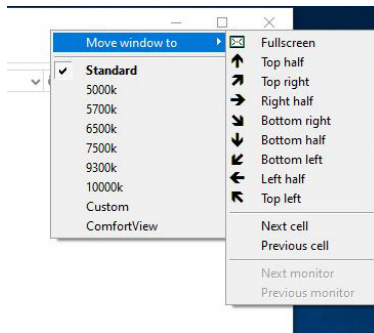 Move window to
Standard
5000k
5700k
6500k
7500k
9300k
10000k
Custom
ComfortView
Fullscreen
Top half
Top right
Right half
Bottom right
Bottom half
Bottom left
Left half
Top left
Next cell
Previous cell
Next monitor
Previous monitor